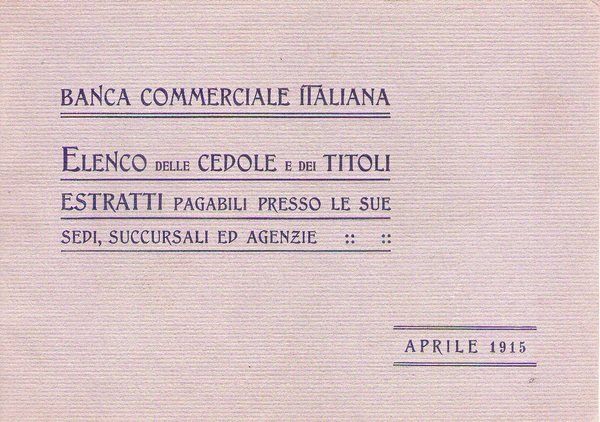 BANCA COMMERCIALE ITALIANA
ELENCO DELLE CEDOLE E DEI TITOLI
ESTRATTI PAGABILI PRESSO LE SUE
SEDI, SUCCURSALI ED AGENZIE :: ::
APRILE 1915